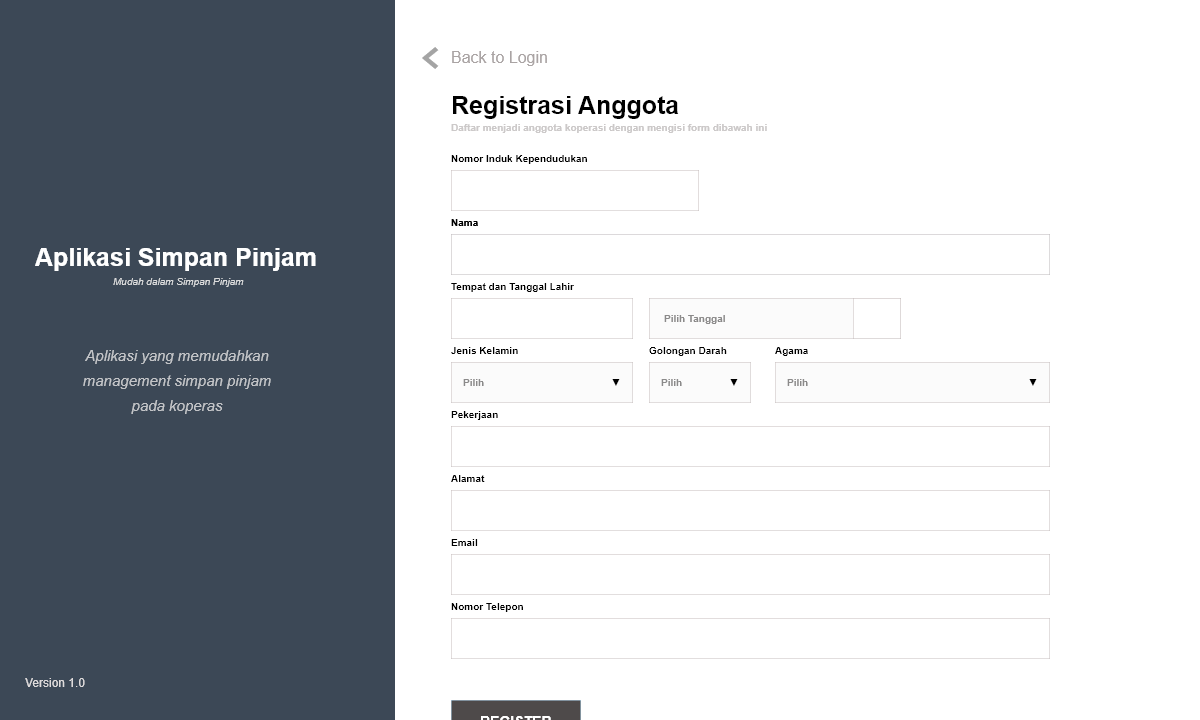 Aplikasi Simpan Pinjam
Mudah dalam Simpan Pinjam
Aplikasi yang memudahkan
management simpan pinjam
pada koperas
Version 1.0
Back to Login
Registrasi Anggota
Daftar menjadi anggota koperasi dengan mengisi form dibawah ini
Nomor Induk Kependudukan
Nama
Tempat dan Tanggal Lahir
Pilih Tanggal
Jenis Kelamin Golongan Darah Agama
Pilih Pilih Pilih
Pekerjaan
Alamat
Email
Nomor Telepon
REGISTER